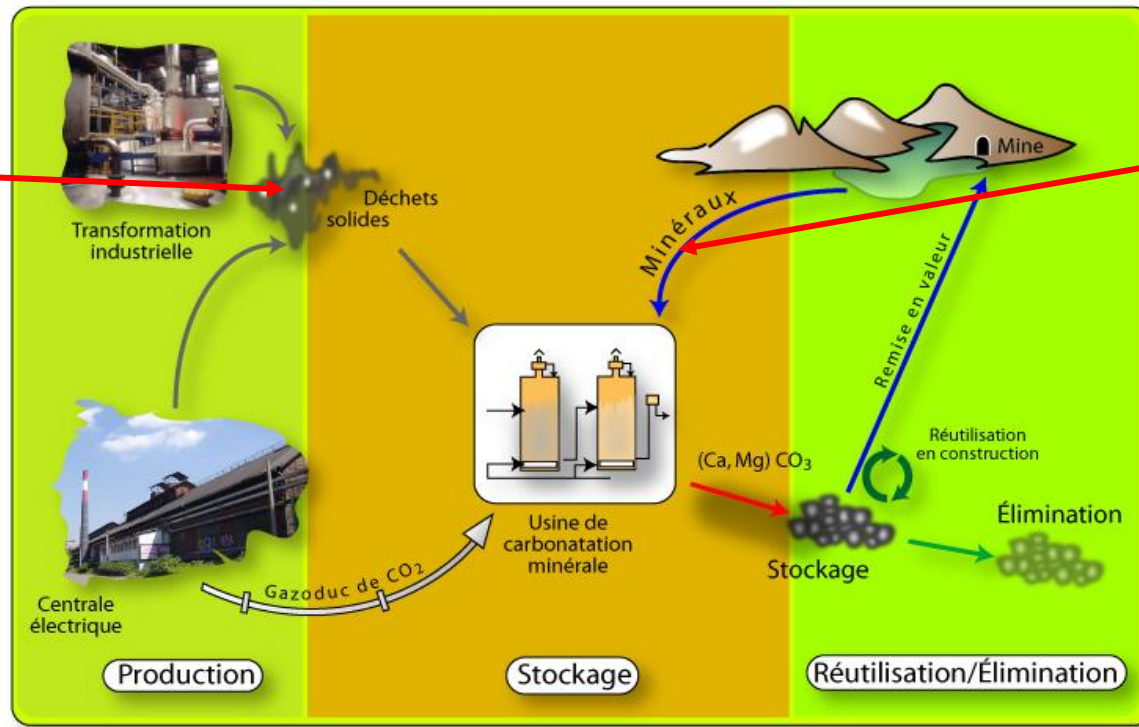 Transformation
industrielle
Déchets
solides
Minéraux
Mine
Remise en valeur
Réutilisation
en construction
(Ca, Mg) CO₃
Usine de
carbonatation
minérale
Gazoduc de CO₂
Centrale
électrique
Stockage
Élimination
Production
Stockage
Réutilisation/Élimination